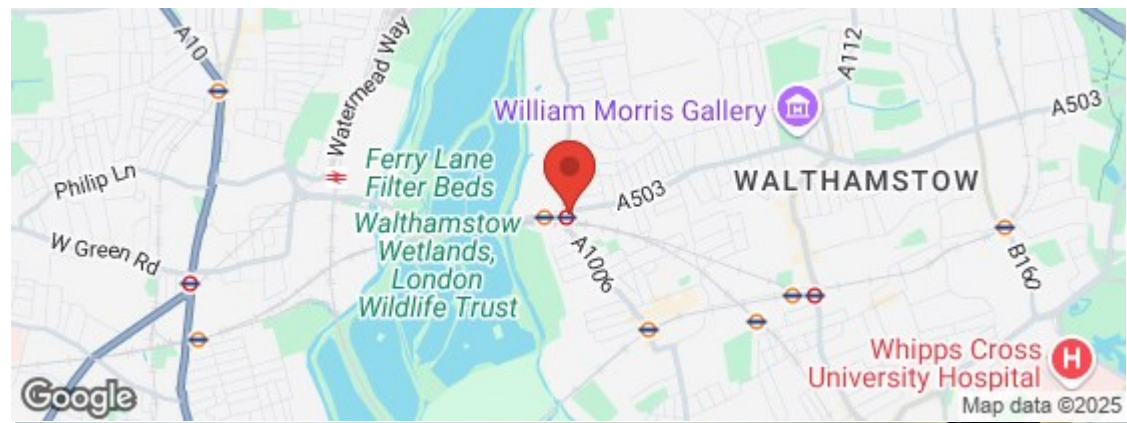 A10
Watermead Way
A112
William Morris Gallery
A503
Ferry Lane
Filter Beds
Philip Ln
WALTHAMSTOW
A503
Walthamstow
Wetlands,
London
Wildlife Trust
W Green Rd
A1006
B160
Whipps Cross
University Hospital
H
Google
Map data ©2025